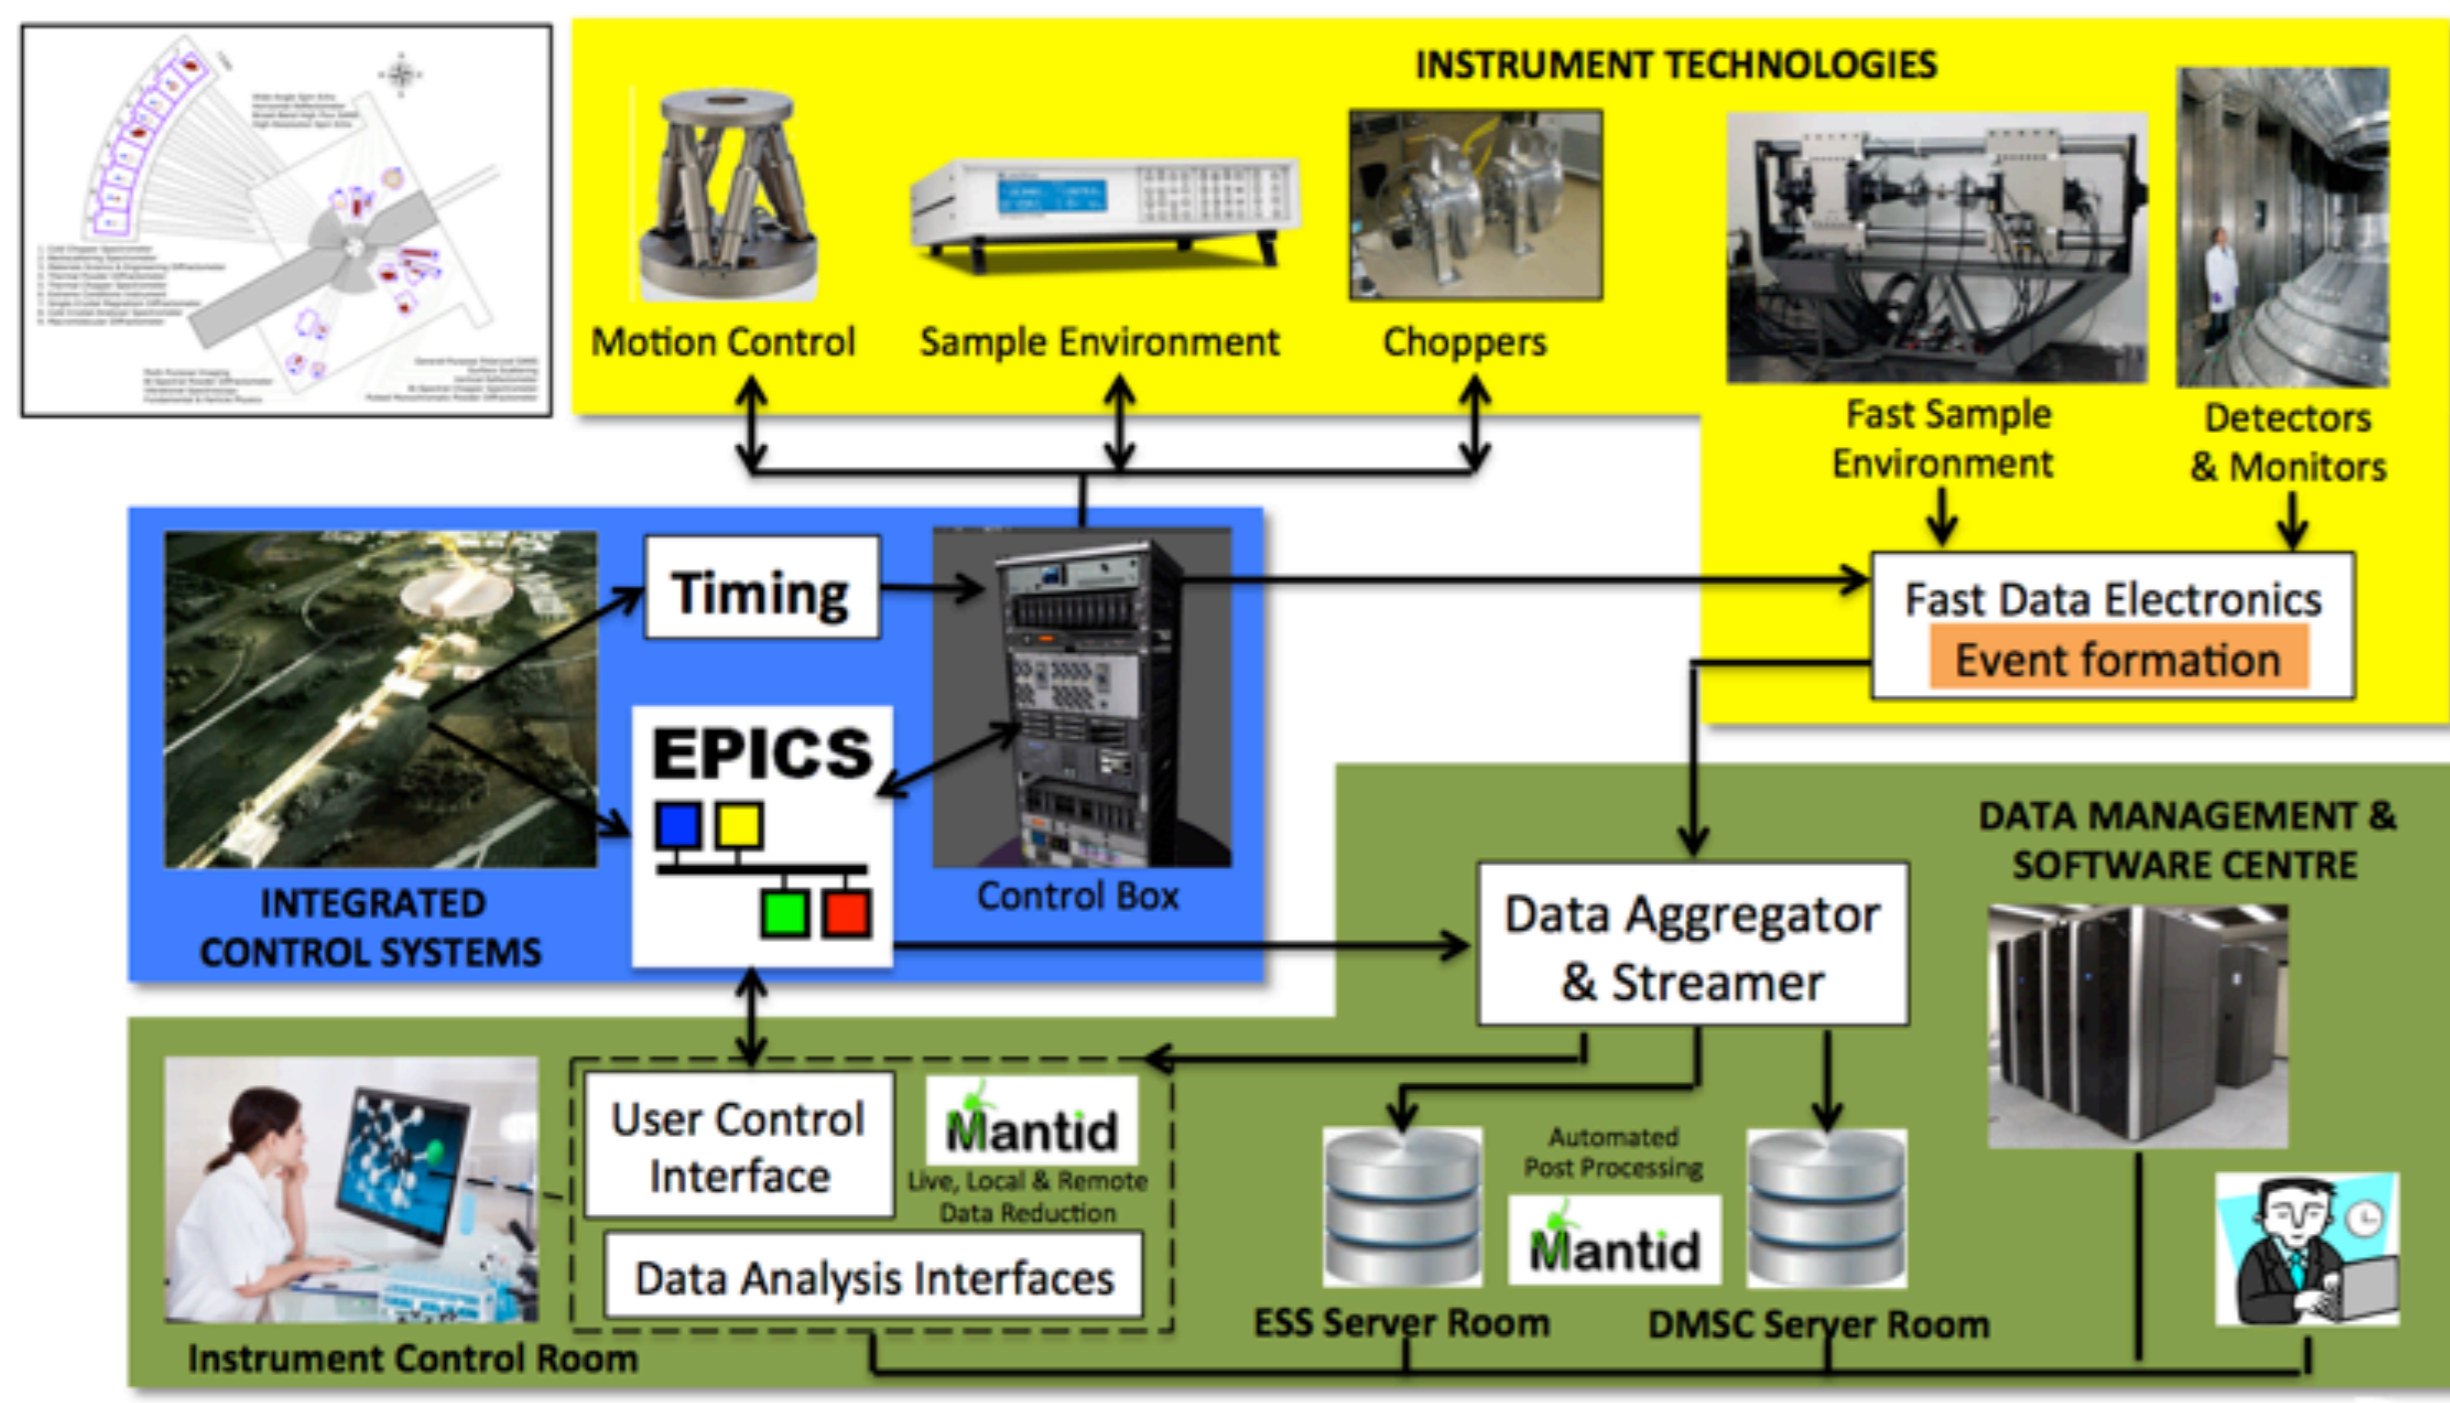 INSTRUMENT TECHNOLOGIES
Motion Control
Sample Environment
Choppers
Fast Sample
Environment
Detectors
& Monitors
Fast Data Electronics
Event formation
Timing
EPICS
Control Box
INTEGRATED
CONTROL SYSTEMS
DATA MANAGEMENT &
SOFTWARE CENTRE
Data Aggregator
& Streamer
User Control
Interface
Mantid
Live, Local & Remote
Data Reduction
Data Analysis Interfaces
Instrument Control Room
Automated
Post Processing
Mantid
ESS Server Room
DMSC Server Room